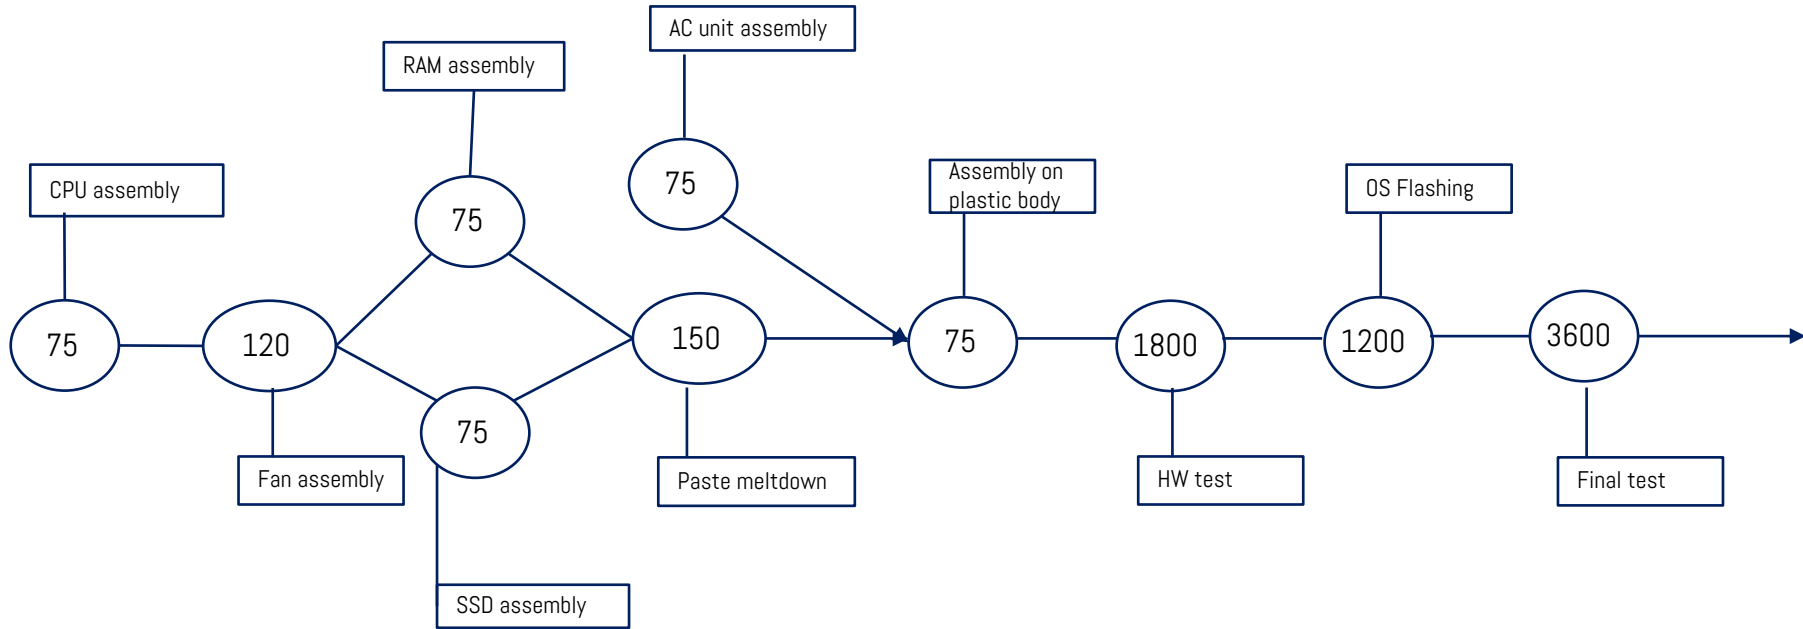 AC unit assembly
RAM assembly
CPU assembly
75
Assembly on
plastic body
OS Flashing
75
75
120
150
75
1800
1200
3600
75
Fan assembly
Paste meltdown
HW test
Final test
SSD assembly